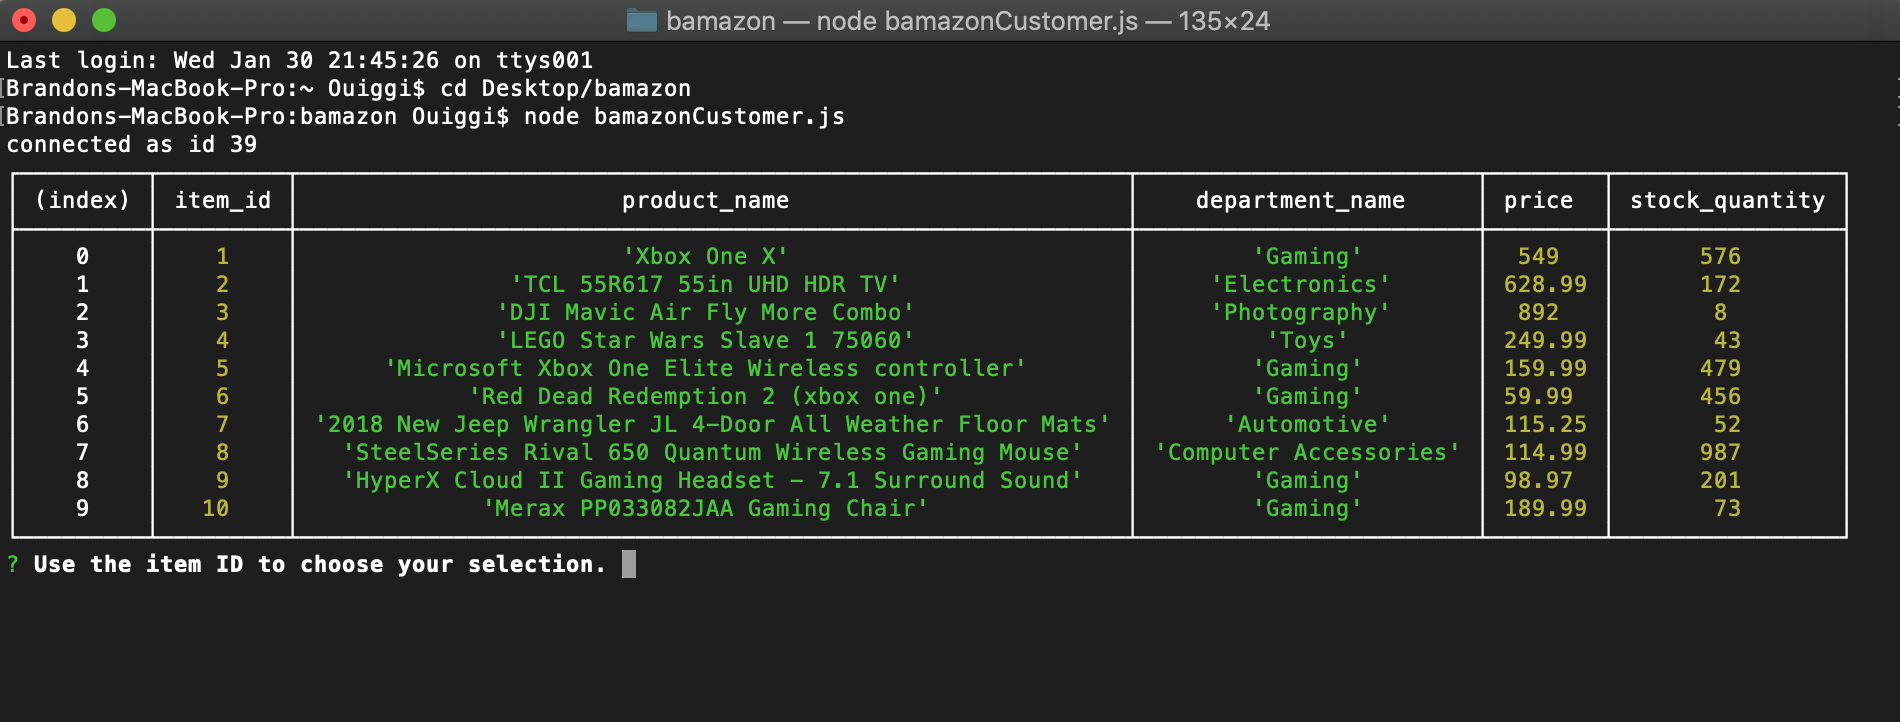 bamazon — node bamazonCustomer.js — 135×24
Last login: Wed Jan 30 21:45:26 on ttys001
[Brandons-MacBook-Pro:~ Ouiggi$ cd Desktop/bamazon
[Brandons-MacBook-Pro:bamazon Ouiggi$ node bamazonCustomer.js
connected as id 39
(index) item_id product_name department_name price stock_quantity
0 1 'Xbox One X' 'Gaming' 549 576
1 2 'TCL 55R617 55in UHD HDR TV' 'Electronics' 628.99 172
2 3 'DJI Mavic Air Fly More Combo' 'Photography' 892 8
3 4 'LEGO Star Wars Slave 1 75060' 'Toys' 249.99 43
4 5 'Microsoft Xbox One Elite Wireless controller' 'Gaming' 159.99 479
5 6 'Red Dead Redemption 2 (xbox one)' 'Gaming' 59.99 456
6 7 '2018 New Jeep Wrangler JL 4-Door All Weather Floor Mats' 'Automotive' 115.25 52
7 8 'SteelSeries Rival 650 Quantum Wireless Gaming Mouse' 'Computer Accessories' 114.99 987
8 9 'HyperX Cloud II Gaming Headset - 7.1 Surround Sound' 'Gaming' 98.97 201
9 10 'Merax PP033082JAA Gaming Chair' 'Gaming' 189.99 73
? Use the item ID to choose your selection.